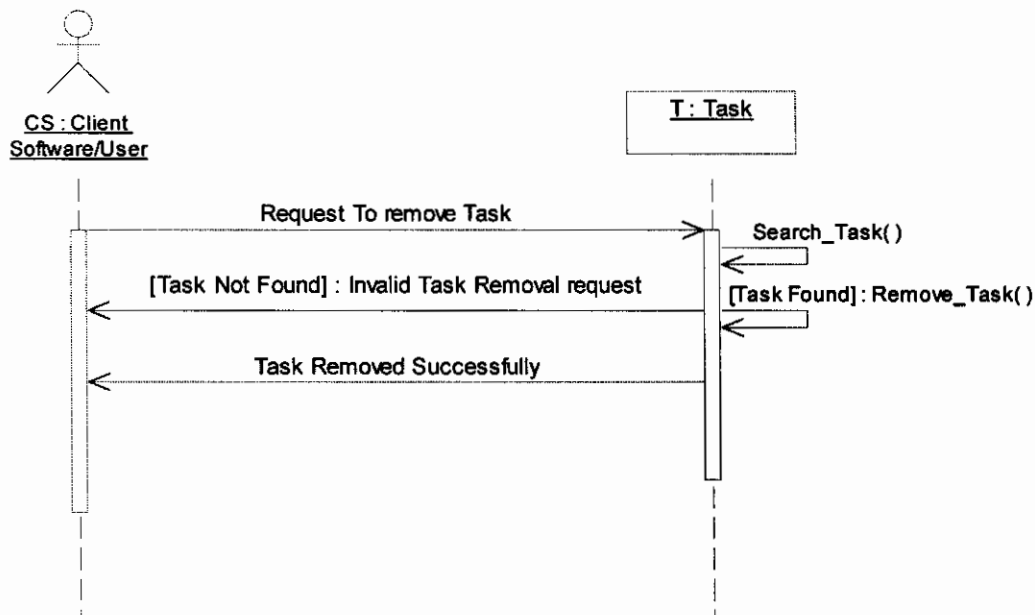 CS : Client
Software/User
T : Task
Request To remove Task
Search_Task( )
[Task Not Found] : Invalid Task Removal request
[Task Found] : Remove_Task( )
Task Removed Successfully